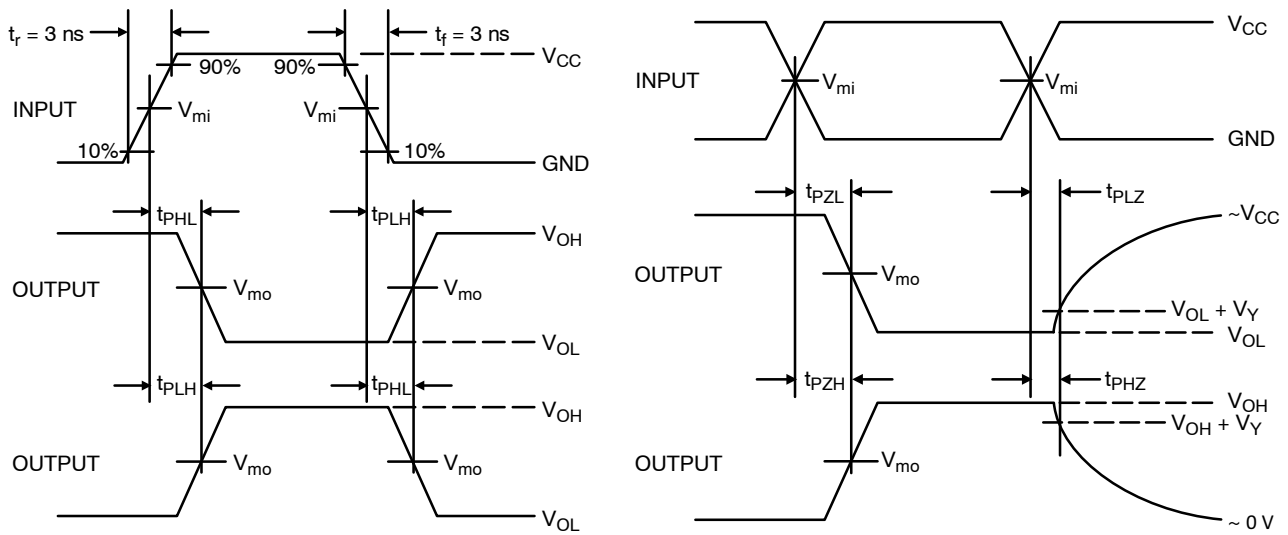 t_r = 3 ns
t_f = 3 ns
V_CC
90%
90%
INPUT
V_mi
V_mi
10%
10%
GND
t_PHL
t_PLH
V_OH
OUTPUT
V_mo
V_mo
V_OL
t_PLH
t_PHL
V_OH
OUTPUT
V_mo
V_mo
V_OL
V_CC
INPUT
V_mi
V_mi
GND
t_PZL
t_PLZ
~V_CC
OUTPUT
V_mo
V_OL + V_Y
V_OL
t_PZH
t_PHZ
V_OH
V_OH + V_Y
OUTPUT
V_mo
~ 0 V